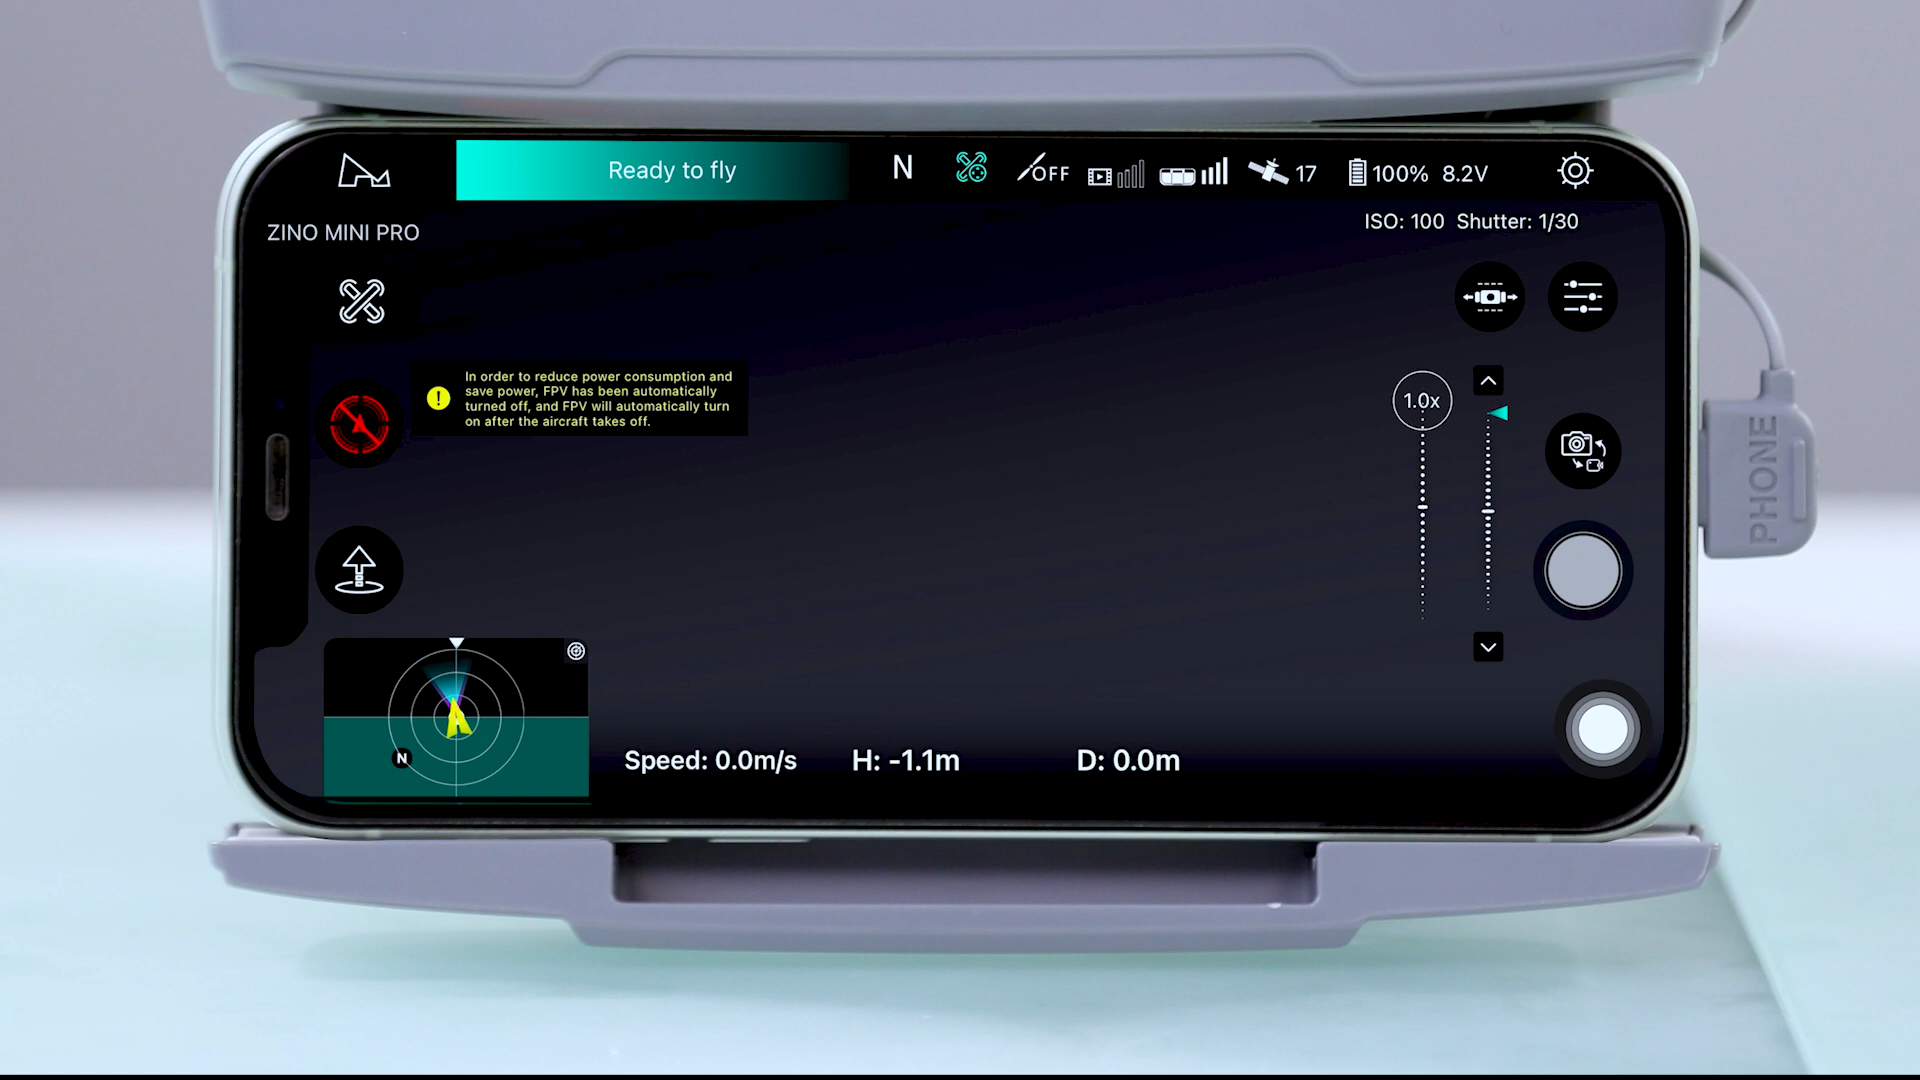 Ready to fly
N
OFF
17
100% 8.2V
ZINO MINI PRO
ISO: 100 Shutter: 1/30
In order to reduce power consumption and
save power, FPV has been automatically
turned off, and FPV will automatically turn
on after the aircraft takes off.
1.0x
PHONE
N
Speed: 0.0m/s
H: -1.1m
D: 0.0m